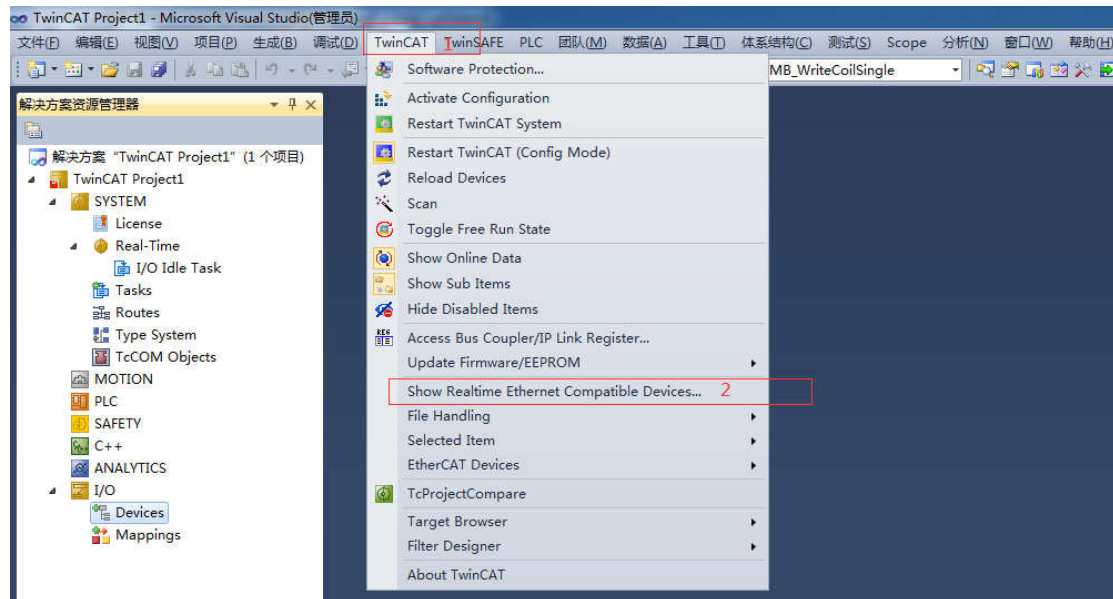 TwinCAT Project1 - Microsoft Visual Studio(管理员)
文件(F) 编辑(E) 视图(V) 项目(P) 生成(B) 调试(D) TwinCAT 1 TwinSAFE PLC 团队(M) 数据(A) 工具(T) 体系结构(C) 测试(S) Scope 分析(N) 窗口(W) 帮助(H)
MB_WriteCoilSingle
解决方案资源管理器
解决方案 "TwinCAT Project1" (1 个项目)
TwinCAT Project1
SYSTEM
License
Real-Time
I/O Idle Task
Tasks
Routes
Type System
TcCOM Objects
MOTION
PLC
SAFETY
C++
ANALYTICS
I/O
Devices
Mappings
Software Protection...
Activate Configuration
Restart TwinCAT System
Restart TwinCAT (Config Mode)
Reload Devices
Scan
Toggle Free Run State
Show Online Data
Show Sub Items
Hide Disabled Items
REG
Access Bus Coupler/IP Link Register...
Update Firmware/EEPROM
Show Realtime Ethernet Compatible Devices... 2
File Handling
Selected Item
EtherCAT Devices
TcProjectCompare
Target Browser
Filter Designer
About TwinCAT